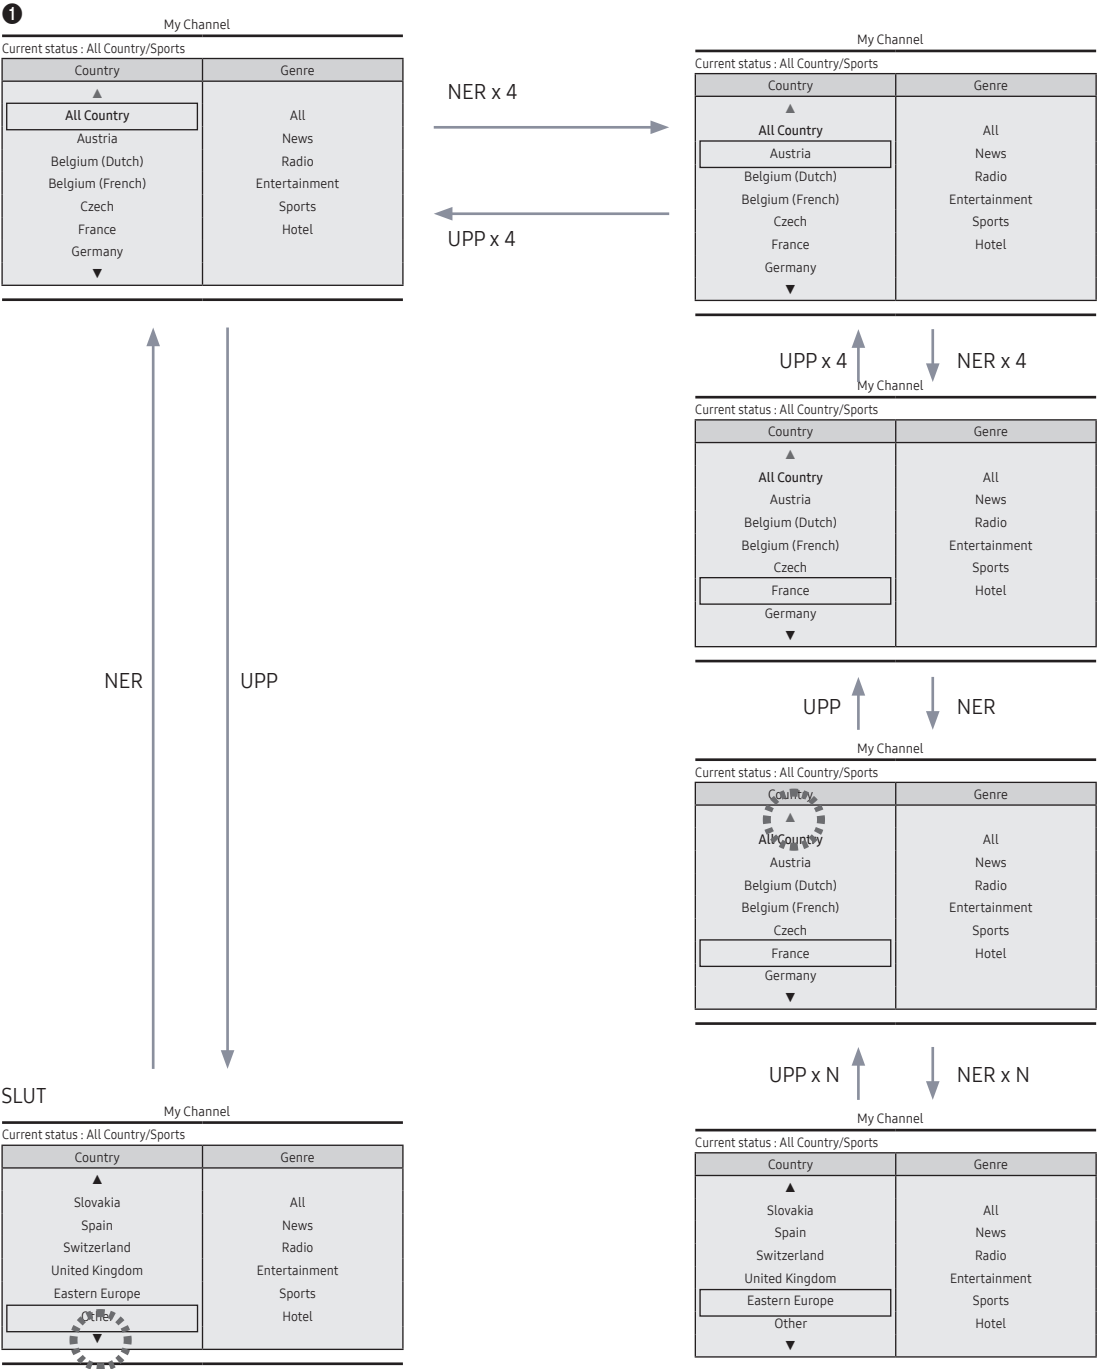 ❶
My Channel
Current status : All Country/Sports
Country Genre
▲
All Country All
Austria News
Belgium (Dutch) Radio
Belgium (French) Entertainment
Czech Sports
France Hotel
Germany
▼
NER x 4
UPP x 4
My Channel
Current status : All Country/Sports
Country Genre
▲
All Country All
Austria News
Belgium (Dutch) Radio
Belgium (French) Entertainment
Czech Sports
France Hotel
Germany
▼
UPP x 4 NER x 4
My Channel
Current status : All Country/Sports
Country Genre
▲
All Country All
Austria News
Belgium (Dutch) Radio
Belgium (French) Entertainment
Czech Sports
France Hotel
Germany
▼
NER UPP
UPP NER
My Channel
Current status : All Country/Sports
Country Genre
▲
All Country All
Austria News
Belgium (Dutch) Radio
Belgium (French) Entertainment
Czech Sports
France Hotel
Germany
▼
UPP x N NER x N
SLUT
My Channel
Current status : All Country/Sports
Country Genre
▲
Slovakia All
Spain News
Switzerland Radio
United Kingdom Entertainment
Eastern Europe Sports
Other Hotel
▼
My Channel
Current status : All Country/Sports
Country Genre
▲
Slovakia All
Spain News
Switzerland Radio
United Kingdom Entertainment
Eastern Europe Sports
Other Hotel
▼